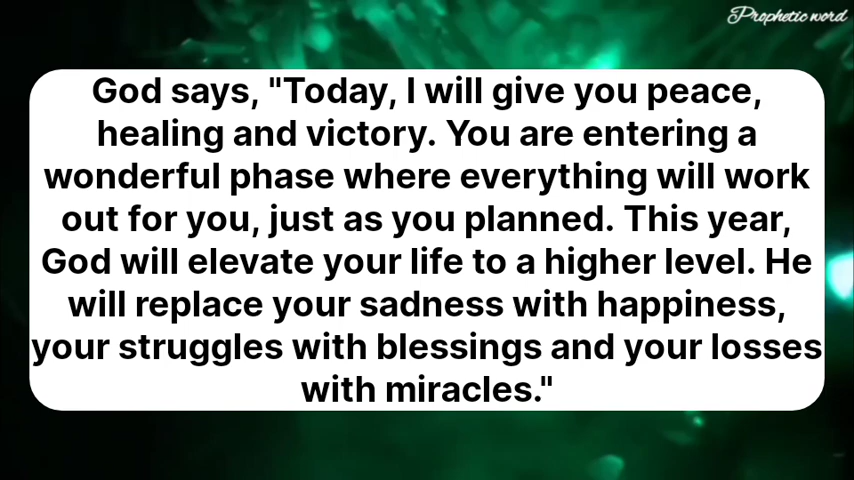 Prophetic word
God says, "Today, I will give you peace,
healing and victory. You are entering a
wonderful phase where everything will work
out for you, just as you planned. This year,
God will elevate your life to a higher level. He
will replace your sadness with happiness,
your struggles with blessings and your losses
with miracles."